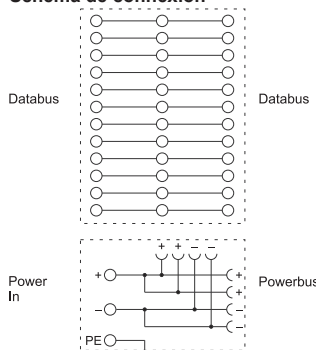 Schéma de connexion
Databus
Databus
+ + − −
+
+
Power
In
+
Powerbus
−
−
−
PE